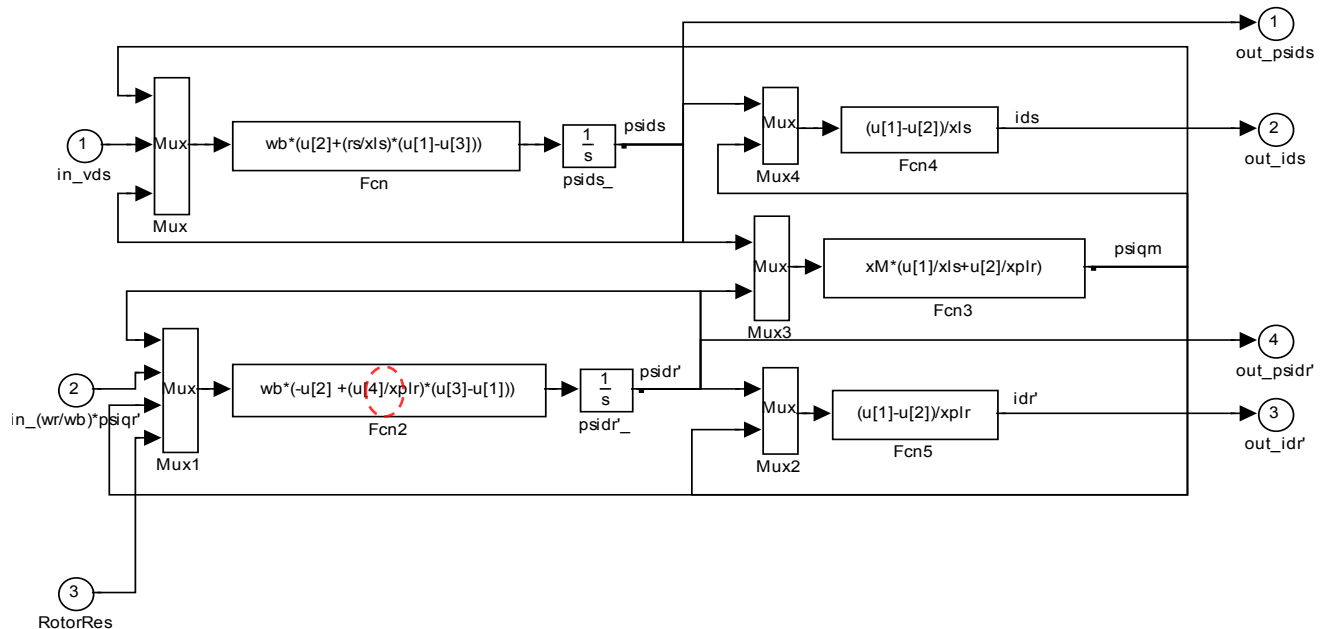 1
out_psids
1
in_vds
Mux
Mux
wb*(u[2]+(rs/xls)*(u[1]-u[3]))
Fcn
1
s
psids_
psids
Mux
Mux4
(u[1]-u[2])/xls
Fcn4
ids
2
out_ids
Mux
Mux3
xM*(u[1]/xls+u[2]/xplr)
Fcn3
psiqm
2
in_(wr/wb)*psiqr'
Mux
Mux1
wb*(-u[2] +(u[4]/xplr)*(u[3]-u[1]))
Fcn2
1
s
psidr'_
psidr'
Mux
Mux2
(u[1]-u[2])/xplr
Fcn5
idr'
4
out_psidr'
3
out_idr'
3
RotorRes